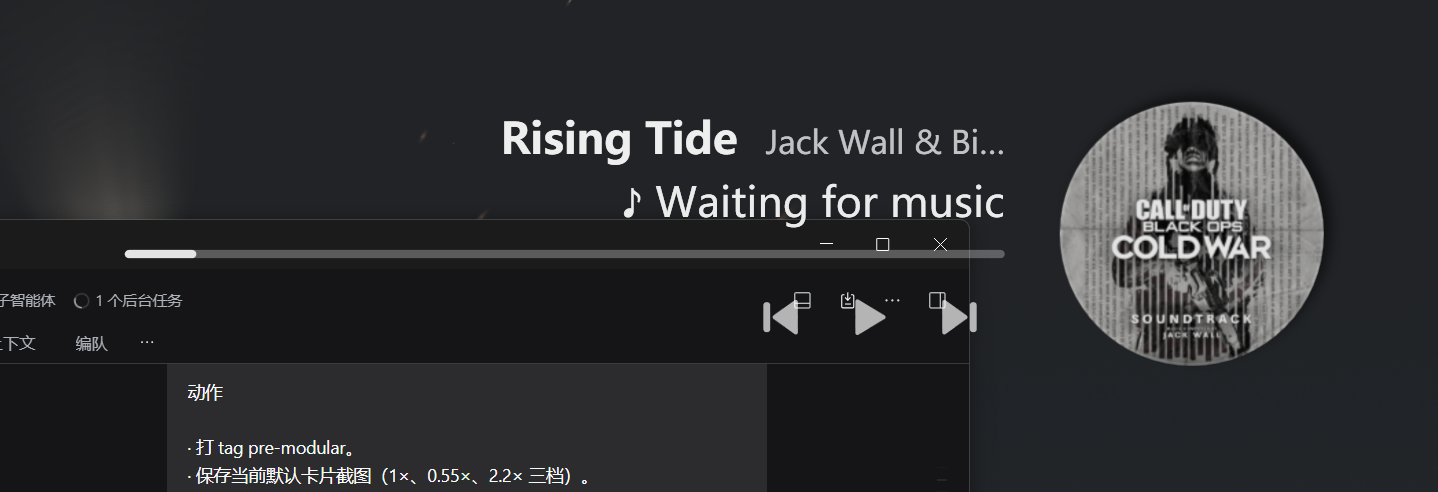 Rising Tide Jack Wall & Bi...
♪ Waiting for music
CALL OF DUTY
BLACK OPS
COLD WAR
SOUNDTRACK
JACK WALL
子智能体 1 个后台任务
下文 编队 ···
动作
· 打 tag pre-modular。
· 保存当前默认卡片截图（1×、0.55×、2.2× 三档）。